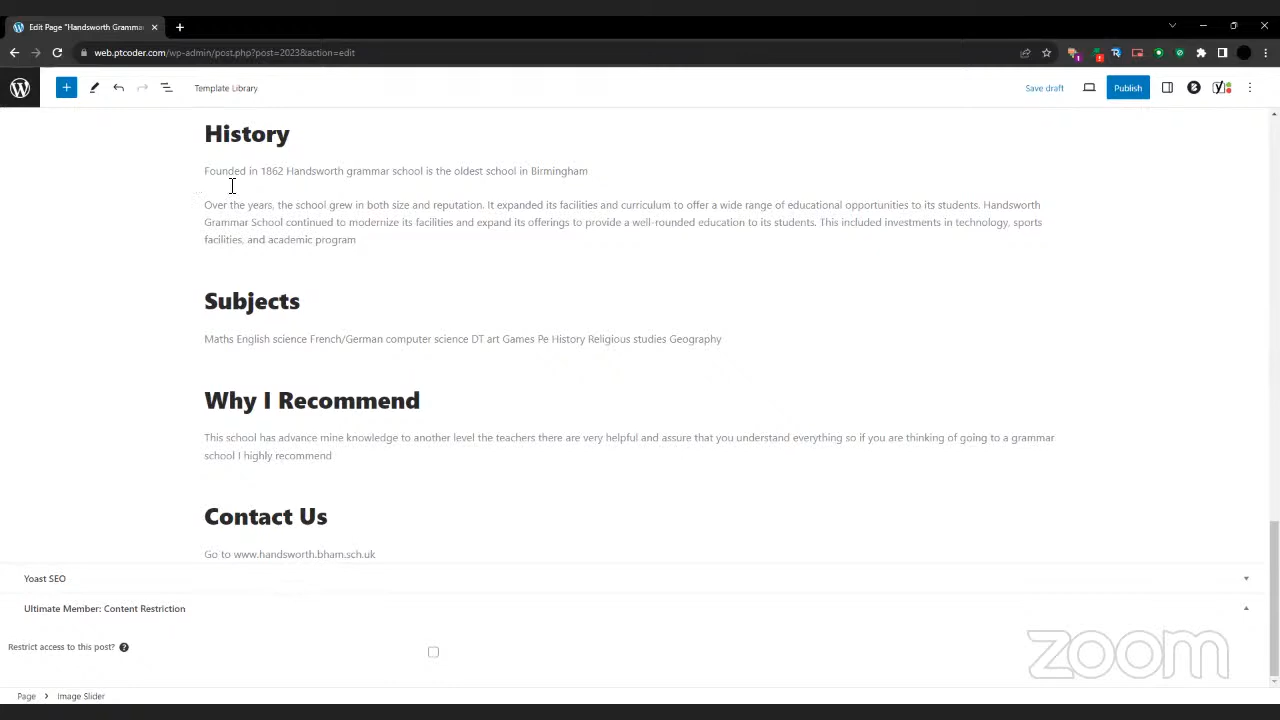 Edit Page "Handsworth Gramma
web.ptcoder.com/wp-admin/post.php?post=2023&action=edit
Template Library
Save draft
Publish
History
Founded in 1862 Handsworth grammar school is the oldest school in Birmingham
Over the years, the school grew in both size and reputation. It expanded its facilities and curriculum to offer a wide range of educational opportunities to its students. Handsworth
Grammar School continued to modernize its facilities and expand its offerings to provide a well-rounded education to its students. This included investments in technology, sports
facilities, and academic program
Subjects
Maths English science French/German computer science DT art Games Pe History Religious studies Geography
Why I Recommend
This school has advance mine knowledge to another level the teachers there are very helpful and assure that you understand everything so if you are thinking of going to a grammar
school I highly recommend
Contact Us
Go to www.handsworth.bham.sch.uk
Yoast SEO
Ultimate Member: Content Restriction
Restrict access to this post?
zoom
Page > Image Slider